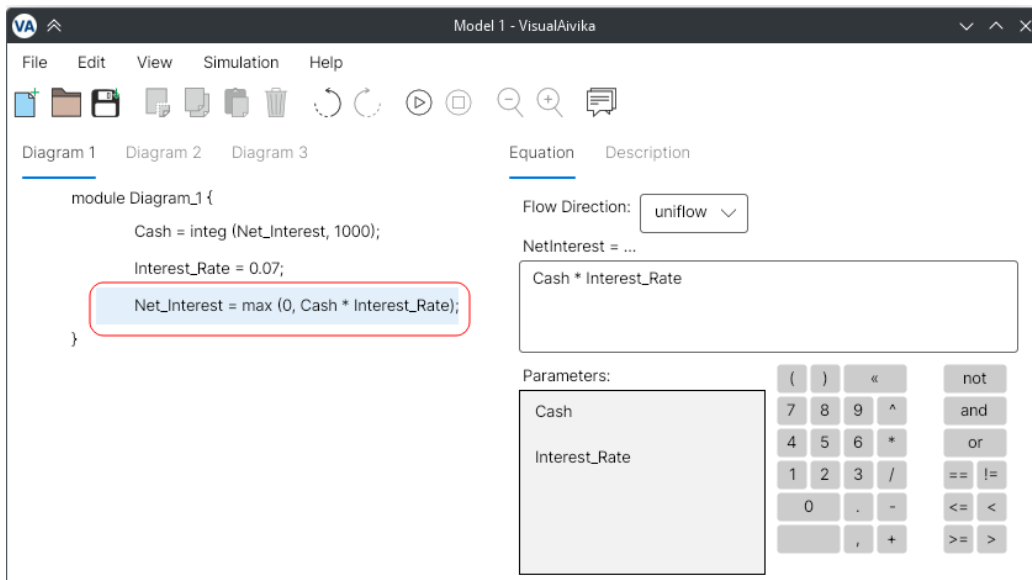 VA Model 1 - VisualAivika
File Edit View Simulation Help
Diagram 1 Diagram 2 Diagram 3
module Diagram_1 {
Cash = integ (Net_Interest, 1000);
Interest_Rate = 0.07;
Net_Interest = max (0, Cash * Interest_Rate);
}
Equation Description
Flow Direction: uniflow
NetInterest = ...
Cash * Interest_Rate
Parameters:
Cash
Interest_Rate
( ) « not
7 8 9 ^ and
4 5 6 * or
1 2 3 / == !=
0 . - <= <
, + >= >